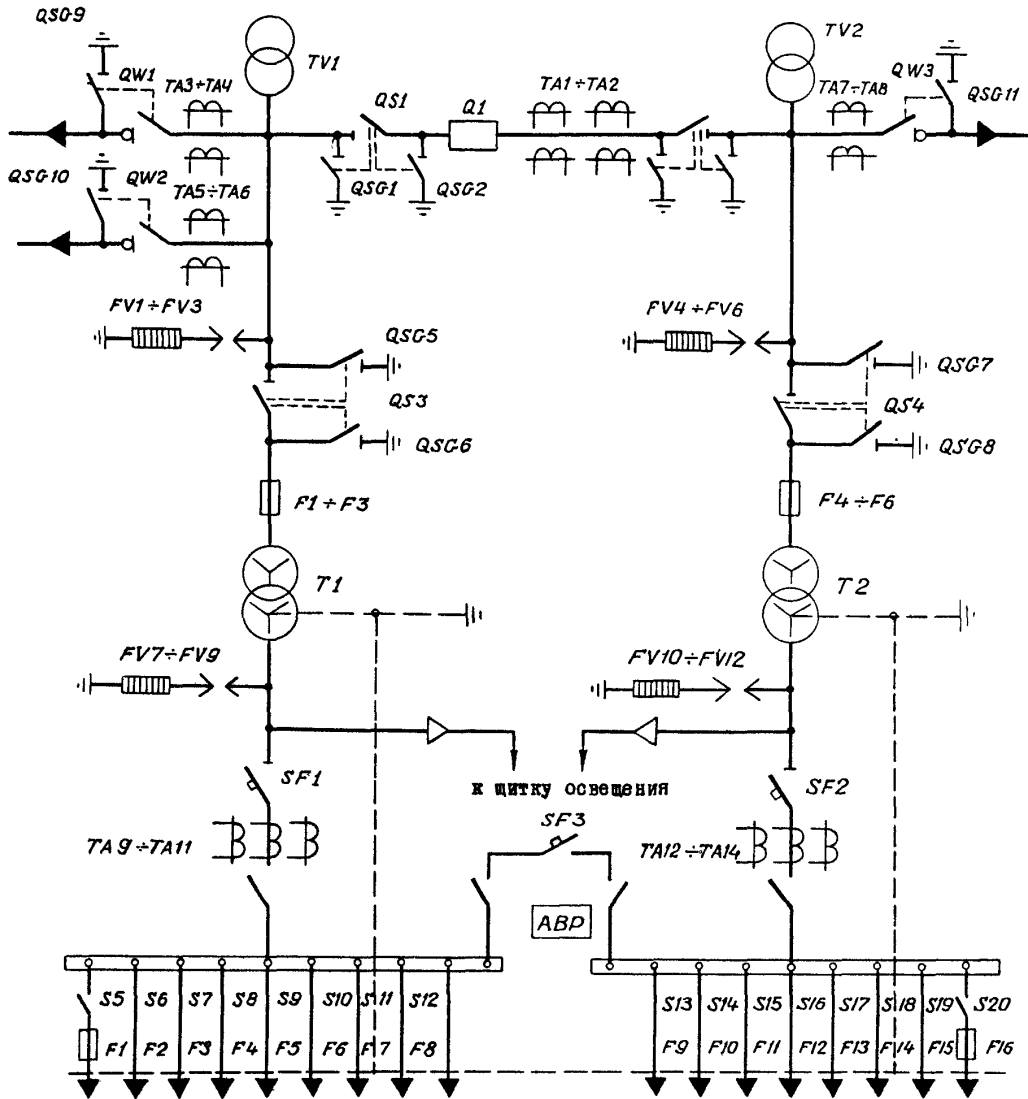 QSG9
TV1
TV2
QW1
TA3÷TA4
QS1
Q1
TA1÷TA2
TA7÷TA8
QW3
QSG11
QSG10
QW2
TA5÷TA6
QSG1
QSG2
FV1÷FV3
FV4÷FV6
QSG5
QSG7
QS3
QS4
QSG6
QSG8
F1÷F3
F4÷F6
T1
T2
FV7÷FV9
FV10÷FV12
к щитку освещения
SF1
SF2
SF3
TA9÷TA11
TA12÷TA14
АВР
S5 S6 S7 S8 S9 S10 S11 S12
S13 S14 S15 S16 S17 S18 S19 S20
F1 F2 F3 F4 F5 F6 F7 F8
F9 F10 F11 F12 F13 F14 F15 F16